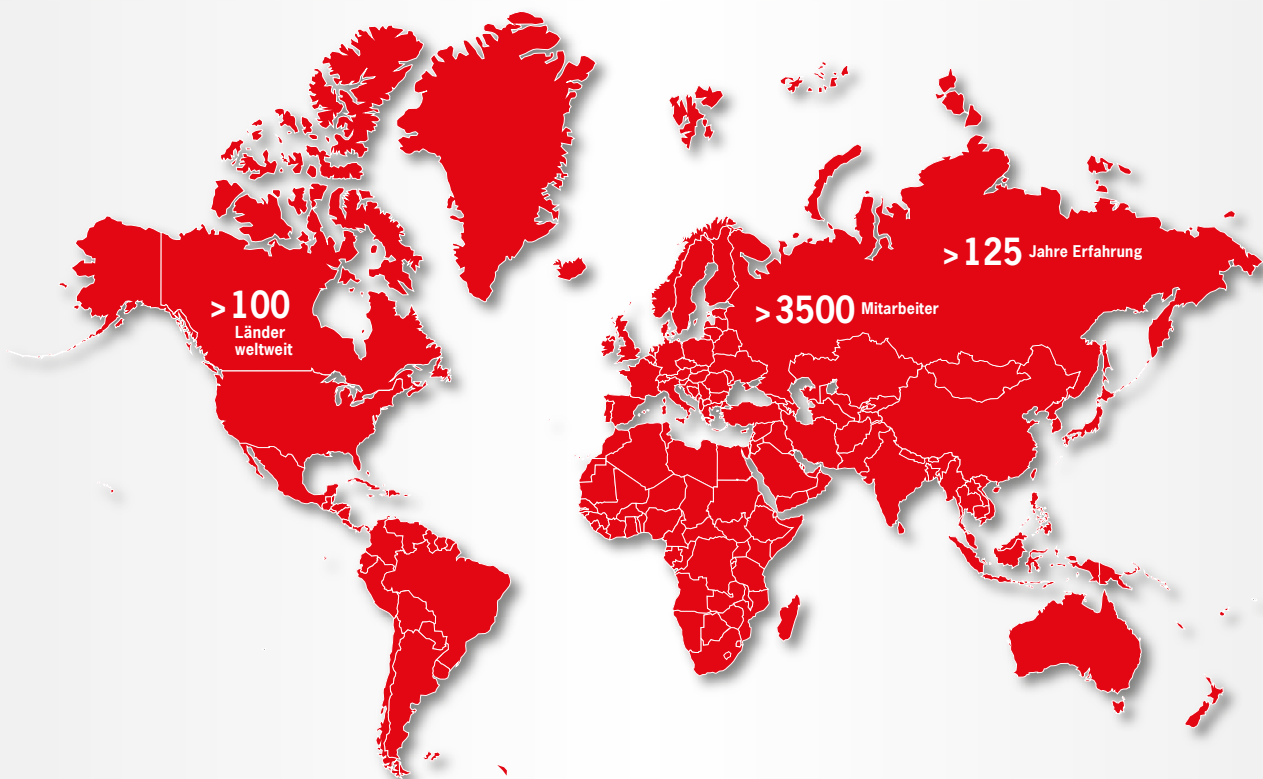 > 125 Jahre Erfahrung
> 100
Länder
weltweit
> 3500 Mitarbeiter